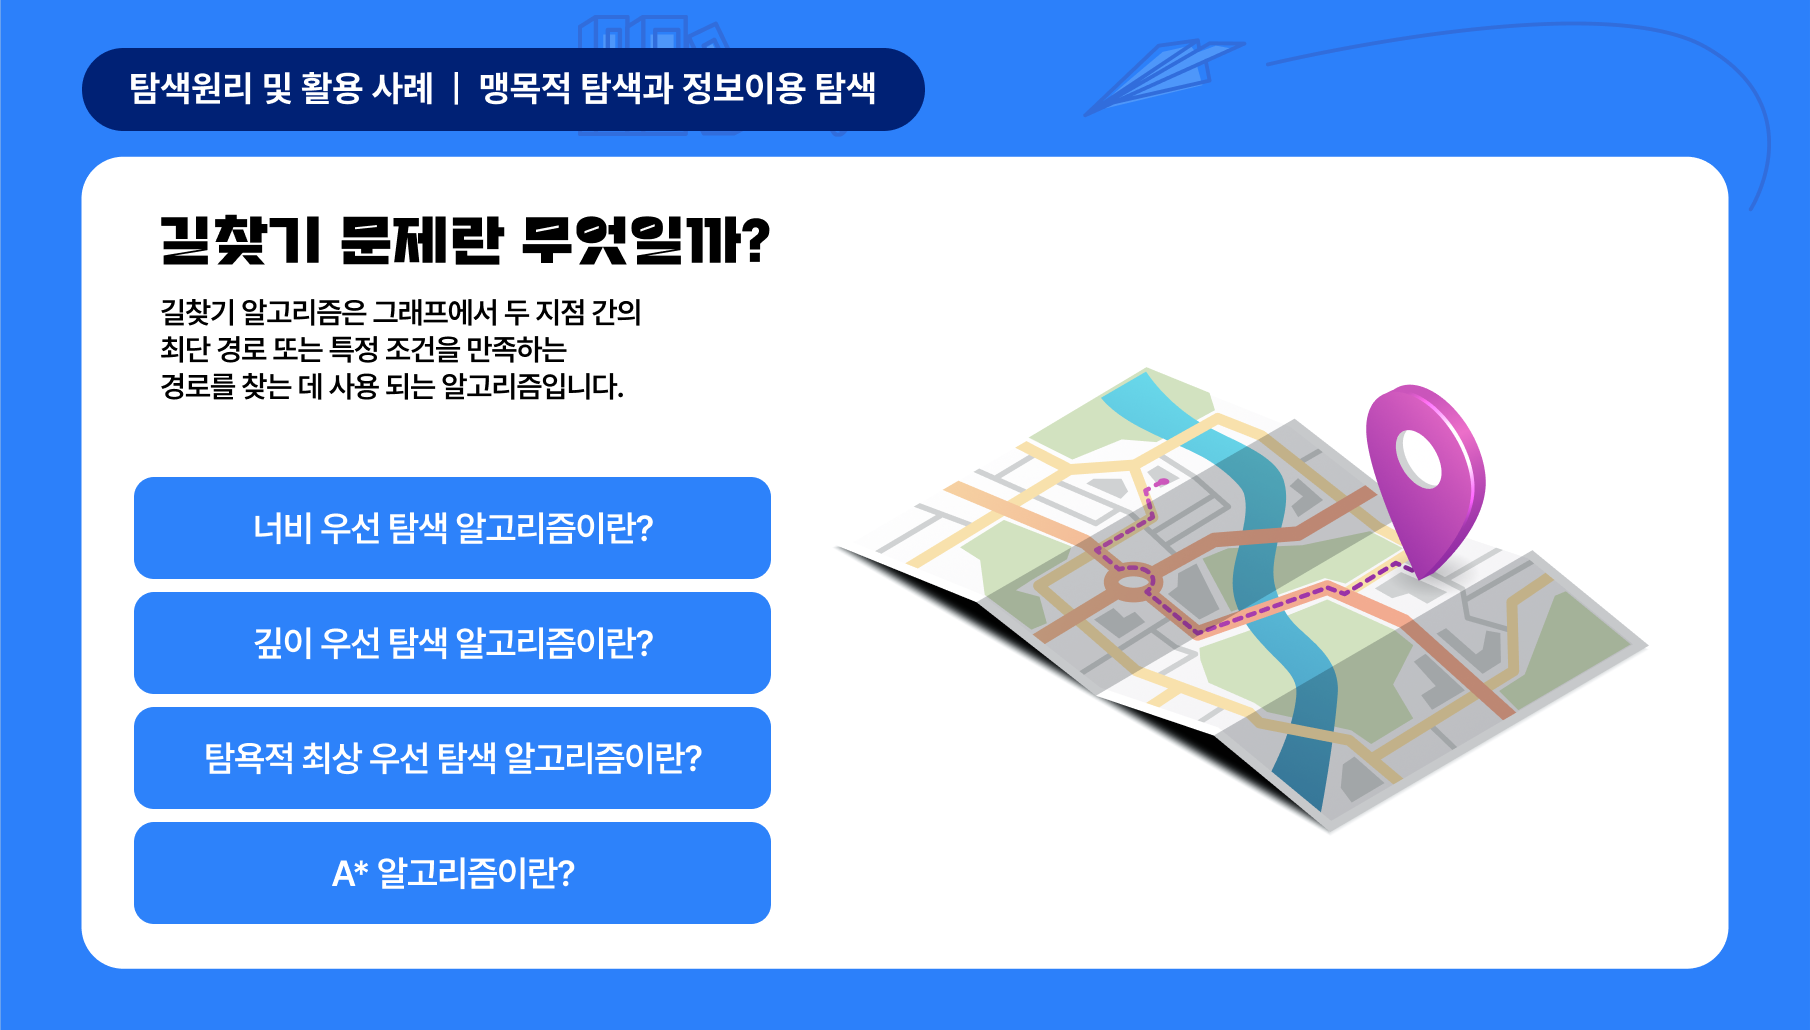 탐색원리 및 활용 사례 | 맹목적 탐색과 정보이용 탐색
길찾기 문제란 무엇일까?
길찾기 알고리즘은 그래프에서 두 지점 간의
최단 경로 또는 특정 조건을 만족하는
경로를 찾는 데 사용 되는 알고리즘입니다.
너비 우선 탐색 알고리즘이란?
깊이 우선 탐색 알고리즘이란?
탐욕적 최상 우선 탐색 알고리즘이란?
A* 알고리즘이란?